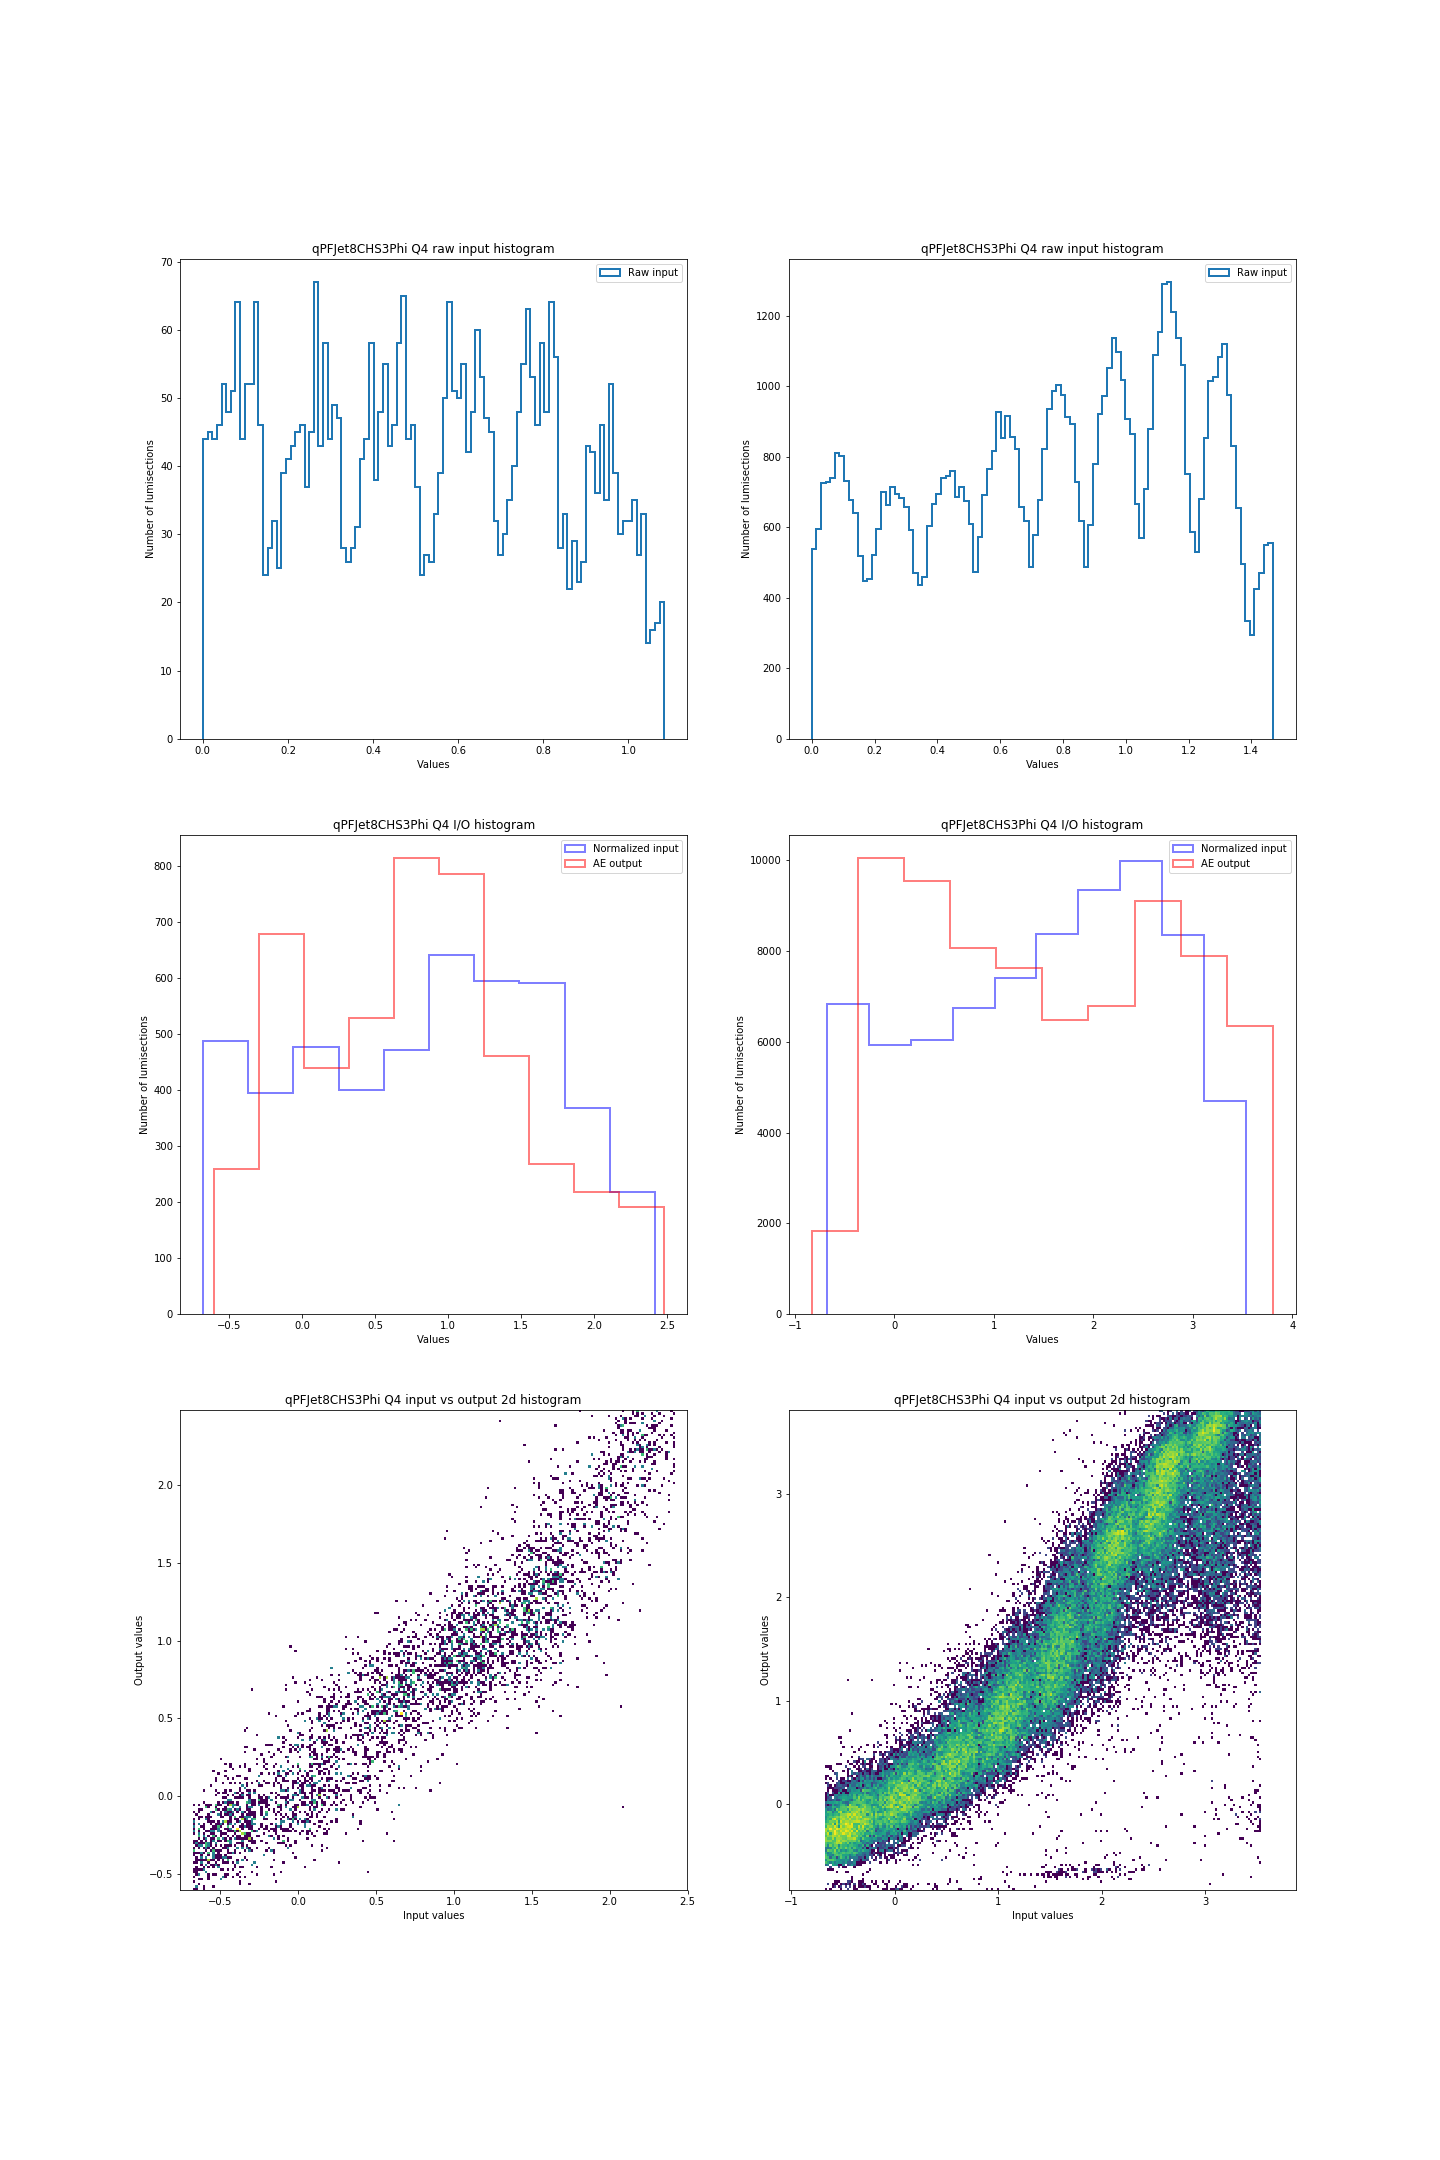 qPFJet8CHS3Phi Q4 raw input histogram
Raw input
Number of lumisections
70
60
50
40
30
20
10
0
0.0 0.2 0.4 0.6 0.8 1.0
Values
qPFJet8CHS3Phi Q4 raw input histogram
Raw input
Number of lumisections
1200
1000
800
600
400
200
0
0.0 0.2 0.4 0.6 0.8 1.0 1.2 1.4
Values
qPFJet8CHS3Phi Q4 I/O histogram
Normalized input
AE output
Number of lumisections
800
700
600
500
400
300
200
100
0
−0.5 0.0 0.5 1.0 1.5 2.0 2.5
Values
qPFJet8CHS3Phi Q4 I/O histogram
Normalized input
AE output
Number of lumisections
10000
8000
6000
4000
2000
0
−1 0 1 2 3 4
Values
qPFJet8CHS3Phi Q4 input vs output 2d histogram
Output values
2.0
1.5
1.0
0.5
0.0
−0.5
−0.5 0.0 0.5 1.0 1.5 2.0 2.5
Input values
qPFJet8CHS3Phi Q4 input vs output 2d histogram
Output values
3
2
1
0
−1 0 1 2 3
Input values